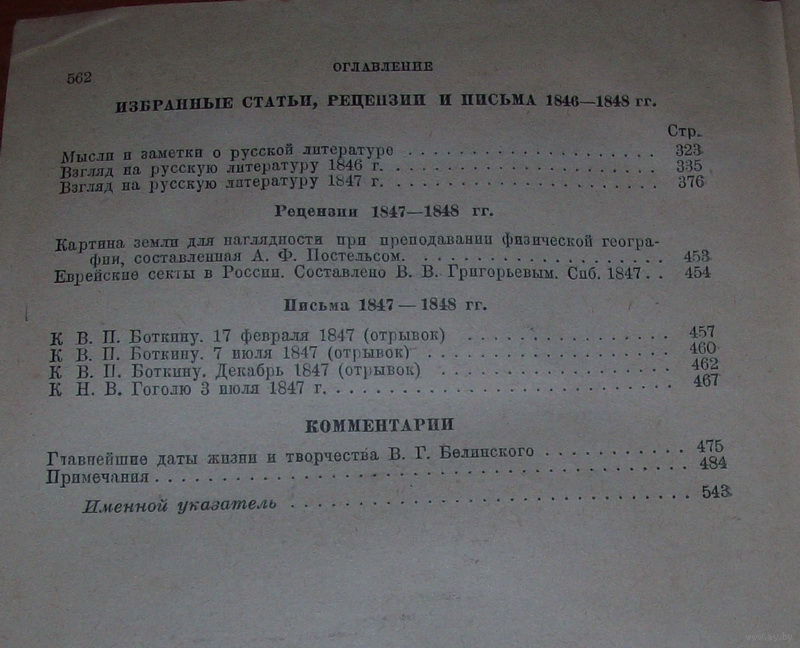 562
ОГЛАВЛЕНИЕ
ИЗБРАННЫЕ СТАТЬИ, РЕЦЕНЗИИ И ПИСЬМА 1846—1848 гг.
Стр.
Мысли и заметки о русской литературе . . . . . . . . . . . . . . . . . . 323
Взгляд на русскую литературу 1846 г. . . . . . . . . . . . . . . . . . . 335
Взгляд на русскую литературу 1847 г. . . . . . . . . . . . . . . . . . . 376
Рецензии 1847—1848 гг.
Картина земли для наглядности при преподавании физической геогра-
фии, составленная А. Ф. Постельсом. . . . . . . . . . . . . . . . . . 453
Еврейские секты в России. Составлено В. В. Григорьевым. Спб. 1847 . . 454
Письма 1847 — 1848 гг.
К В. П. Боткину. 17 февраля 1847 (отрывок) . . . . . . . . . . . . . . 457
К В. П. Боткину. 7 июля 1847 (отрывок) . . . . . . . . . . . . . . . . 460
К В. П. Боткину. Декабрь 1847 (отрывок) . . . . . . . . . . . . . . . 462
К Н. В. Гоголю 3 июля 1847 г. . . . . . . . . . . . . . . . . . . . . . 467
КОММЕНТАРИИ
Главнейшие даты жизни и творчества В. Г. Белинского . . . . . . . . . . 475
Примечания . . . . . . . . . . . . . . . . . . . . . . . . . . . . . . . 484
Именной указатель . . . . . . . . . . . . . . . . . . . . . . . . . . 543
www.ay.by